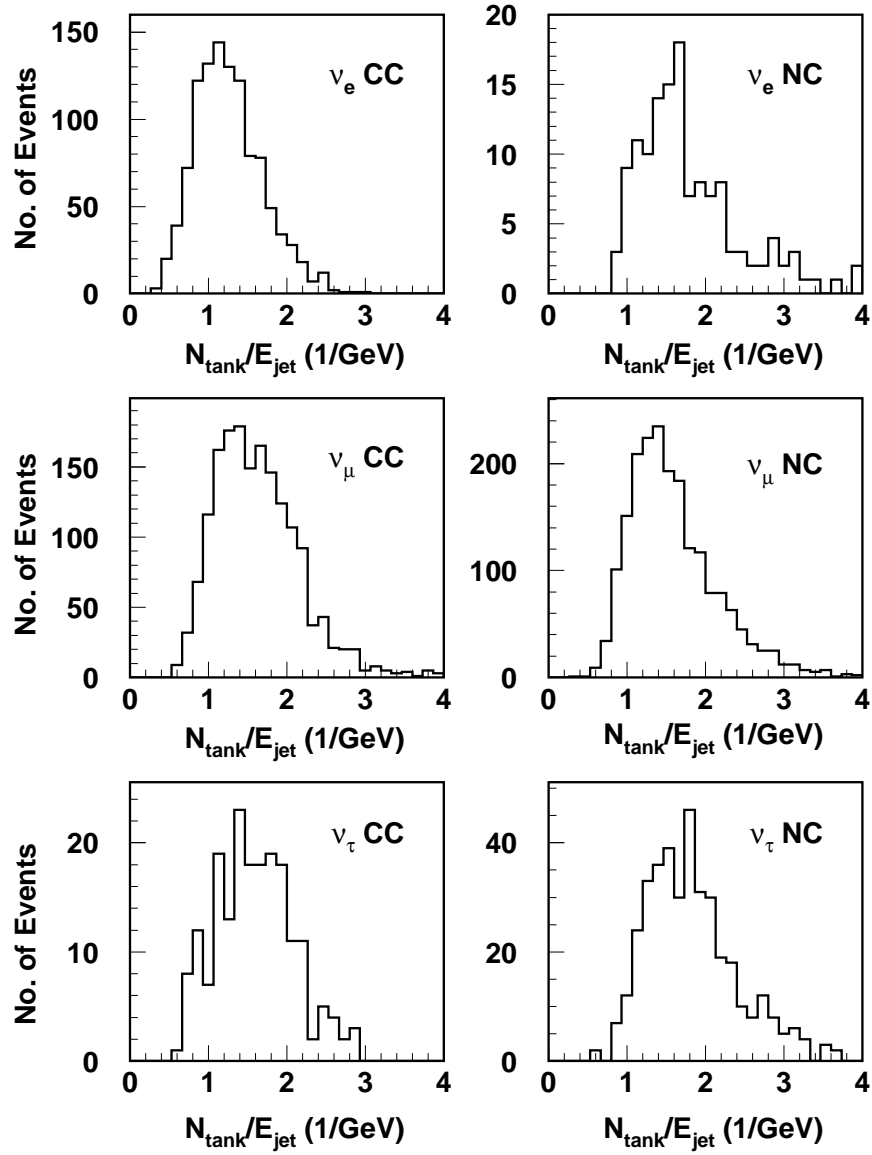 No. of Events
150
100
50
0
ν_e CC
0 1 2 3 4
N_tank/E_jet (1/GeV)
20
15
10
5
0
ν_e NC
0 1 2 3 4
N_tank/E_jet (1/GeV)
No. of Events
150
100
50
0
ν_μ CC
0 1 2 3 4
N_tank/E_jet (1/GeV)
200
100
0
ν_μ NC
0 1 2 3 4
N_tank/E_jet (1/GeV)
No. of Events
20
10
0
ν_τ CC
0 1 2 3 4
N_tank/E_jet (1/GeV)
40
20
0
ν_τ NC
0 1 2 3 4
N_tank/E_jet (1/GeV)